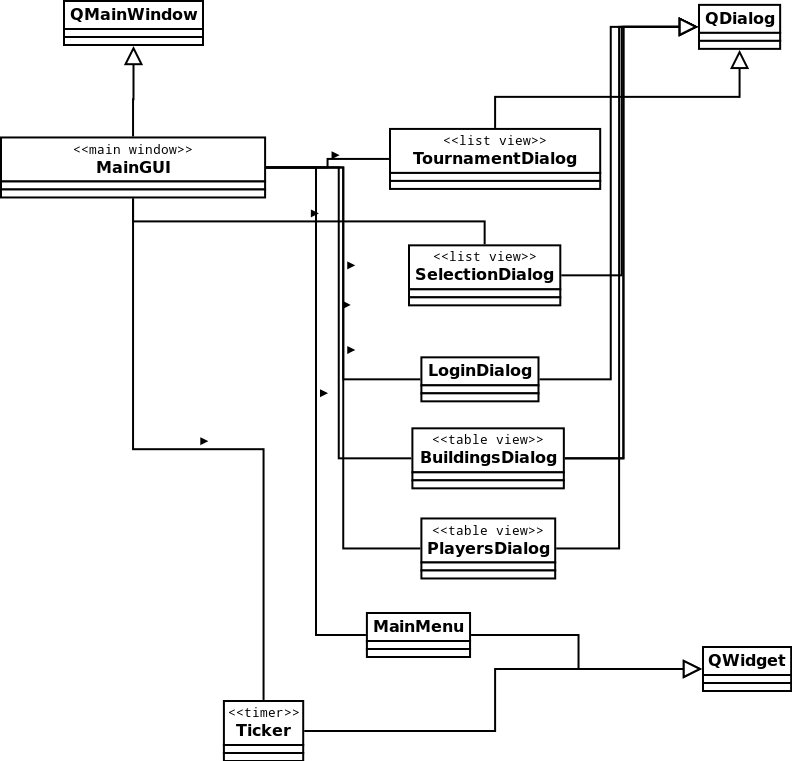 QMainWindow
QDialog
<<main window>>
MainGUI
<<list view>>
TournamentDialog
<<list view>>
SelectionDialog
LoginDialog
<<table view>>
BuildingsDialog
<<table view>>
PlayersDialog
MainMenu
QWidget
<<timer>>
Ticker